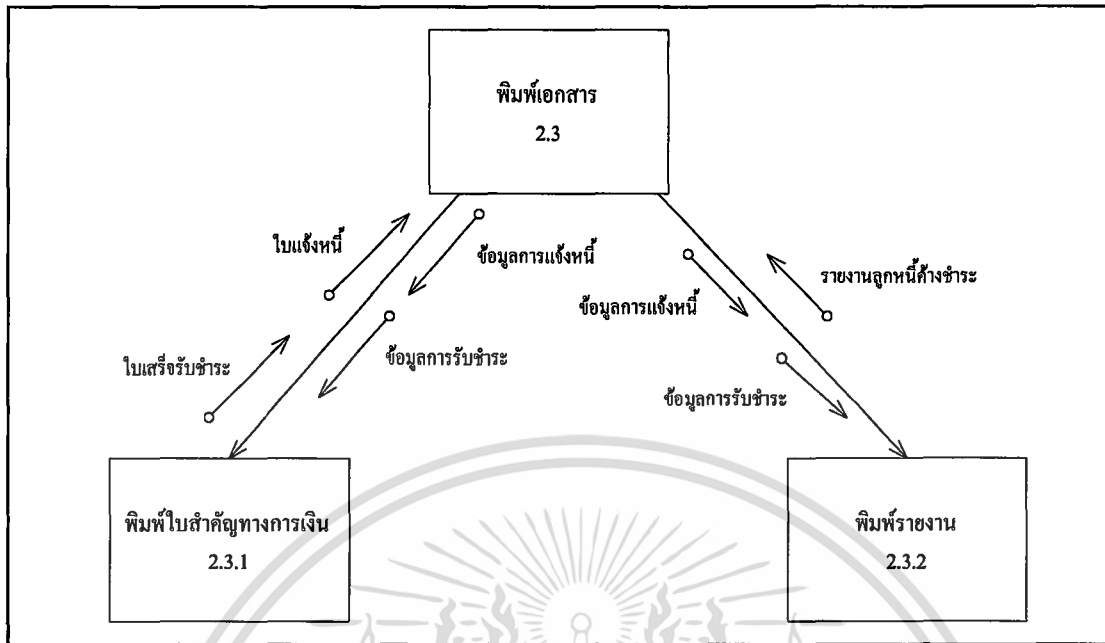 พิมพ์เอกสาร
2.3
ใบแจ้งหนี้
ข้อมูลการแจ้งหนี้
รายงานลูกหนี้ค้างชำระ
ข้อมูลการแจ้งหนี้
ใบเสร็จรับชำระ
ข้อมูลการรับชำระ
ข้อมูลการรับชำระ
พิมพ์ใบสำคัญทางการเงิน
2.3.1
พิมพ์รายงาน
2.3.2